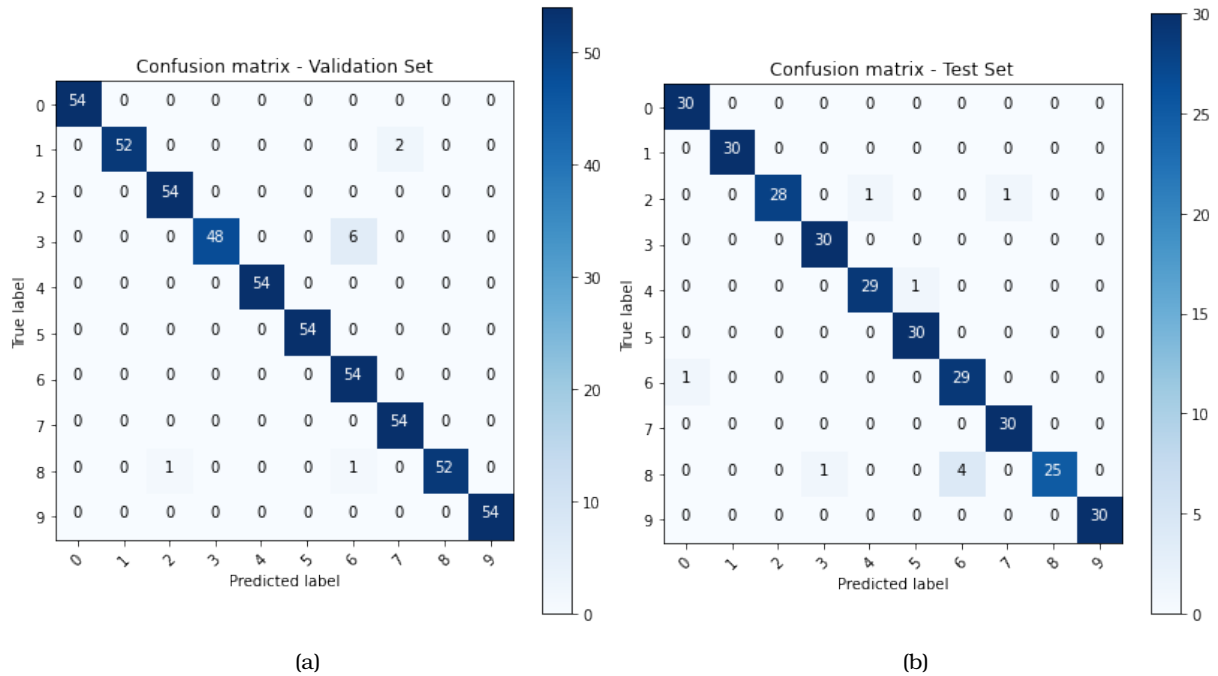 Confusion matrix - Validation Set
0 54 0 0 0 0 0 0 0 0 0
1 0 52 0 0 0 0 0 2 0 0
2 0 0 54 0 0 0 0 0 0 0
3 0 0 0 48 0 0 6 0 0 0
4 0 0 0 0 54 0 0 0 0 0
5 0 0 0 0 0 54 0 0 0 0
6 0 0 0 0 0 0 54 0 0 0
7 0 0 0 0 0 0 0 54 0 0
8 0 0 1 0 0 0 1 0 52 0
9 0 0 0 0 0 0 0 0 0 54
0 1 2 3 4 5 6 7 8 9
True label
Predicted label
50
40
30
20
10
0
(a)
Confusion matrix - Test Set
0 30 0 0 0 0 0 0 0 0 0
1 0 30 0 0 0 0 0 0 0 0
2 0 0 28 0 1 0 0 1 0 0
3 0 0 0 30 0 0 0 0 0 0
4 0 0 0 0 29 1 0 0 0 0
5 0 0 0 0 0 30 0 0 0 0
6 1 0 0 0 0 0 29 0 0 0
7 0 0 0 0 0 0 0 30 0 0
8 0 0 0 1 0 0 4 0 25 0
9 0 0 0 0 0 0 0 0 0 30
0 1 2 3 4 5 6 7 8 9
True label
Predicted label
30
25
20
15
10
5
0
(b)